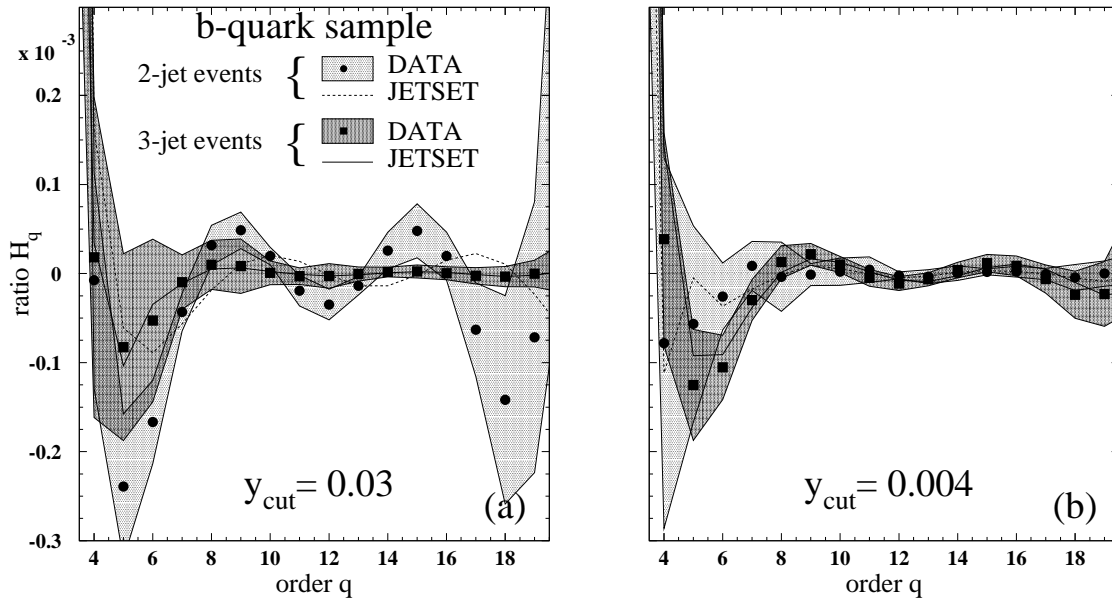 x 10 -3
b-quark sample
2-jet events { DATA
JETSET
3-jet events { DATA
JETSET
ratio H_q
0.2
0.1
0
-0.1
-0.2
-0.3
y_cut= 0.03
(a)
4 6 8 10 12 14 16 18
order q
y_cut= 0.004
(b)
4 6 8 10 12 14 16 18
order q